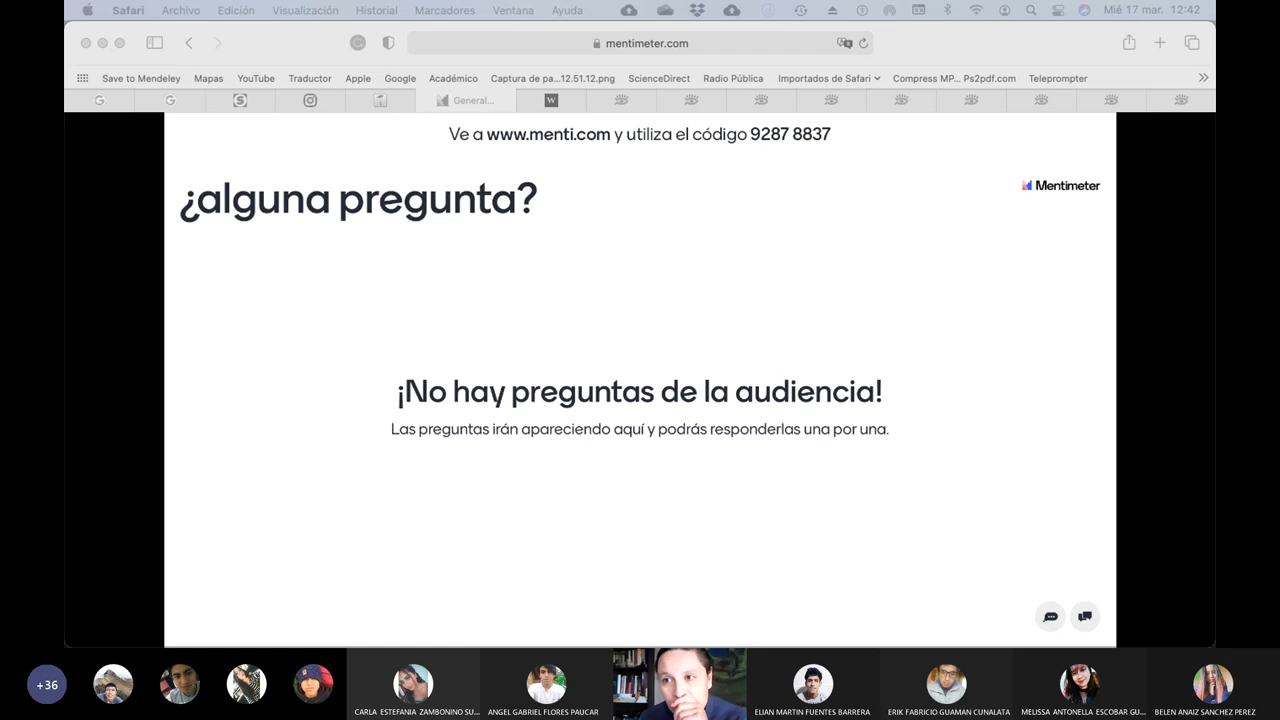 Safari Archivo Edición Visualización Historial Marcadores Ventana Ayuda Mié 17 mar. 12:42
mentimeter.com
Save to Mendeley Mapas YouTube Traductor Apple Google Académico Captura de pa...12.51.12.png ScienceDirect Radio Pública Importados de Safari Compress MP... Ps2pdf.com Teleprompter
General...
Ve a www.menti.com y utiliza el código 9287 8837
¿alguna pregunta?
Mentimeter
¡No hay preguntas de la audiencia!
Las preguntas irán apareciendo aquí y podrás responderlas una por una.
+36
CARLA ESTEFANIA ZAMBONINO SU... ANGEL GABRIEL FLORES PAUCAR ELIAN MARTIN FUENTES BARRERA ERIK FABRICIO GUAMAN CUNALATA MELISSA ANTONELLA ESCOBAR GU... BELEN ANAIZ SANCHEZ PEREZ